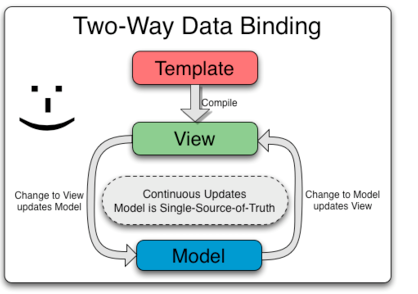 Two-Way Data Binding
Template
Compile
View
Continuous Updates
Model is Single-Source-of-Truth
Change to View
updates Model
Change to Model
updates View
Model